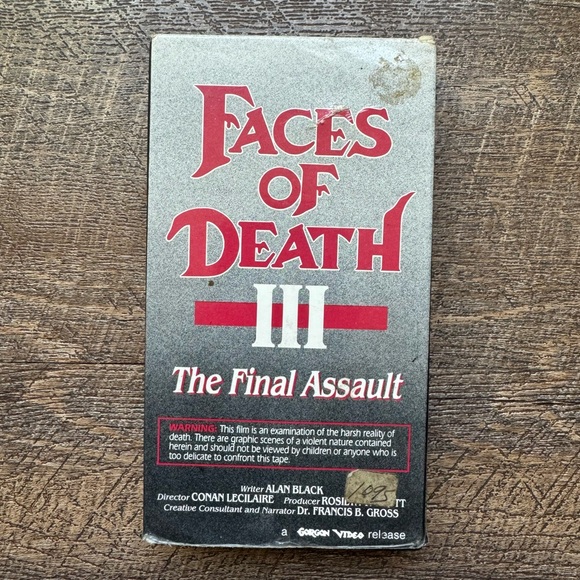 FACES
OF
DEATH
III
The Final Assault
WARNING: This film is an examination of the harsh reality of
death. There are graphic scenes of a violent nature contained
herein and should not be viewed by children or anyone who is
too delicate to confront this tape.
Writer ALAN BLACK
Director CONAN LECILAIRE Producer
Creative Consultant and Narrator Dr. FRANCIS B. GROSS
a GORGON VIDEO release